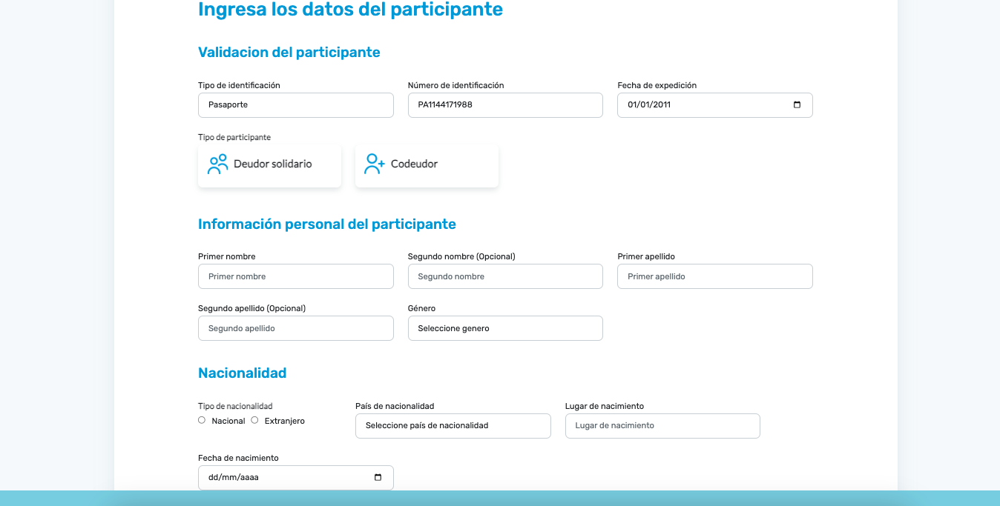 Ingresa los datos del participante
Validacion del participante
Tipo de identificación
Número de identificación
Fecha de expedición
Pasaporte
PA1144171988
01/01/2011
Tipo de participante
Deudor solidario
Codeudor
Información personal del participante
Primer nombre
Segundo nombre (Opcional)
Primer apellido
Primer nombre
Segundo nombre
Primer apellido
Segundo apellido (Opcional)
Género
Segundo apellido
Seleccione genero
Nacionalidad
Tipo de nacionalidad
País de nacionalidad
Lugar de nacimiento
Nacional
Extranjero
Seleccione país de nacionalidad
Lugar de nacimiento
Fecha de nacimiento
dd/mm/aaaa